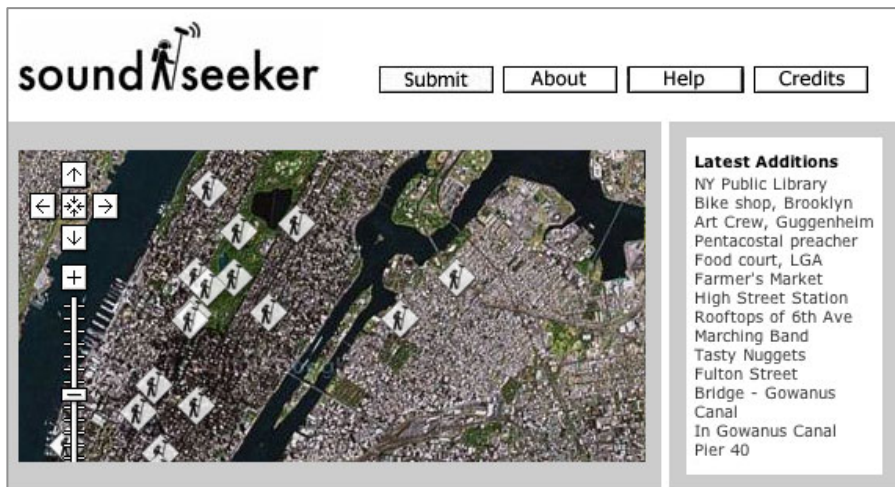 sound seeker
Submit
About
Help
Credits
Latest Additions
NY Public Library
Bike shop, Brooklyn
Art Crew, Guggenheim
Pentacostal preacher
Food court, LGA
Farmer's Market
High Street Station
Rooftops of 6th Ave
Marching Band
Tasty Nuggets
Fulton Street
Bridge - Gowanus
Canal
In Gowanus Canal
Pier 40